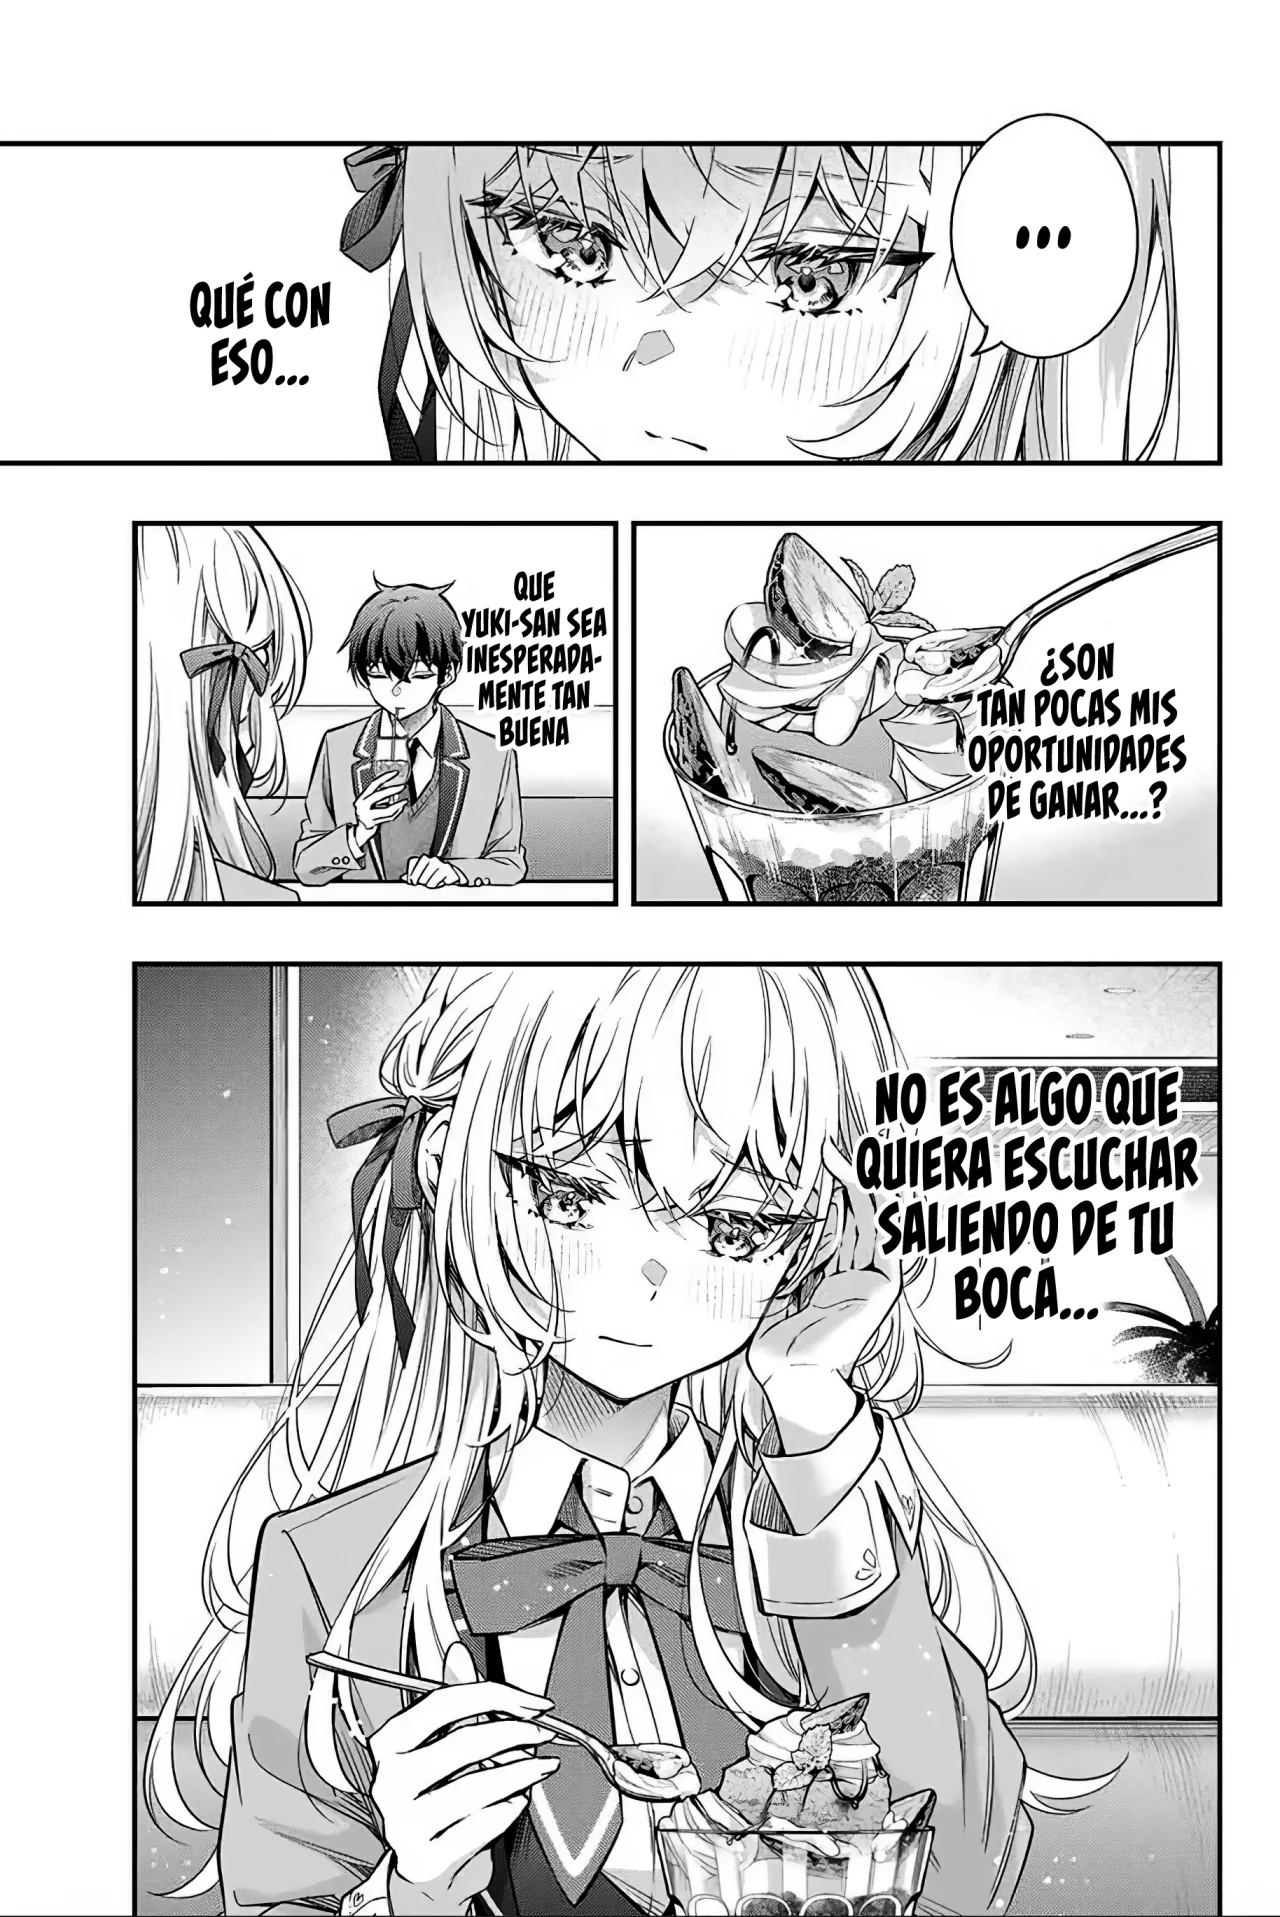 ...
QUÉ CON
ESO...
¿SON
TAN POCAS MIS
OPORTUNIDADES
DE GANAR...?
QUE
YUKI-SAN SEA
INESPERADA-
MENTE TAN
BUENA
NO ES ALGO QUE
QUIERA ESCUCHAR
SALIENDO DE TU
BOCA...